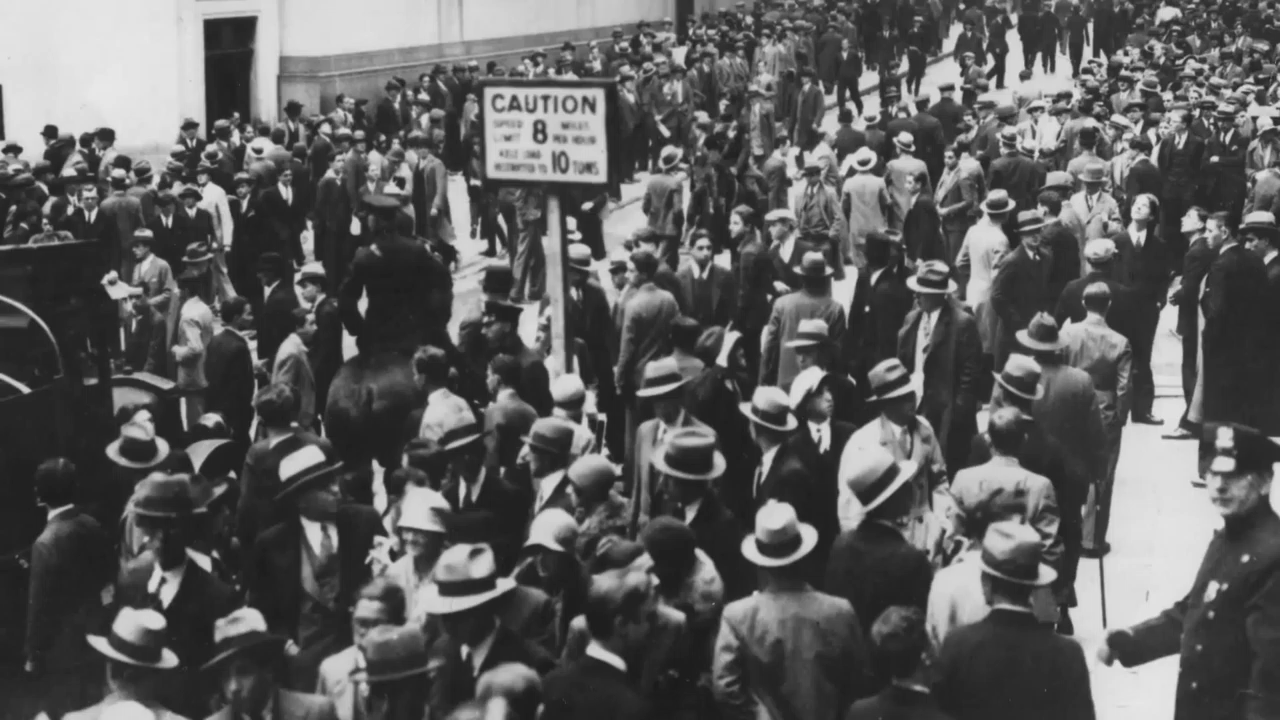 CAUTION
SPEED 8 MILES
LIMIT PER HOUR
AXLE LOAD 10 TONS
RESTRICTED TO